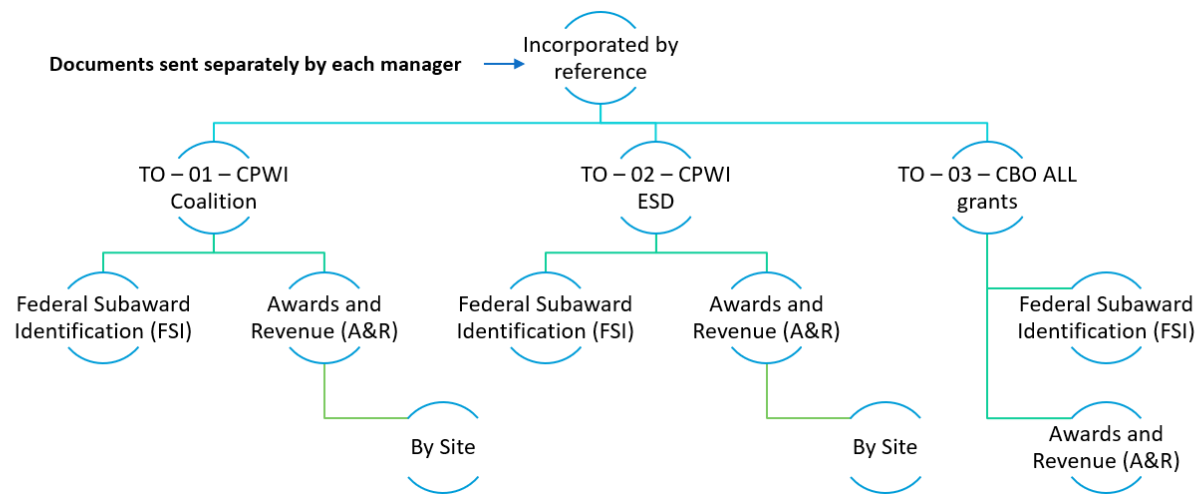 Incorporated by
reference
Documents sent separately by each manager
TO – 01 – CPWI
Coalition
TO – 02 – CPWI
ESD
TO – 03 – CBO ALL
grants
Federal Subaward
Identification (FSI)
Awards and
Revenue (A&R)
Federal Subaward
Identification (FSI)
Awards and
Revenue (A&R)
Federal Subaward
Identification (FSI)
By Site
By Site
Awards and
Revenue (A&R)